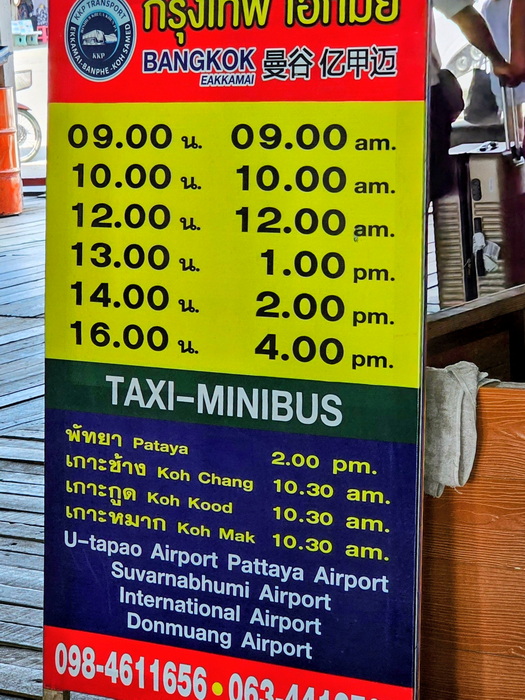 KKP TRANSPORT
EKKAMAI-BANPHE-KOH SAMED
KKP
กรุงเทพ เอกมัย
BANGKOK 曼谷 亿甲迈
EAKKAMAI
09.00 น. 09.00 am.
10.00 น. 10.00 am.
12.00 น. 12.00 am.
13.00 น. 1.00 pm.
14.00 น. 2.00 pm.
16.00 น. 4.00 pm.
TAXI-MINIBUS
พัทยา Pataya 2.00 pm.
เกาะช้าง Koh Chang 10.30 am.
เกาะกูด Koh Kood 10.30 am.
เกาะหมาก Koh Mak 10.30 am.
U-tapao Airport Pattaya Airport
Suvarnabhumi Airport
International Airport
Donmuang Airport
098-4611656 •